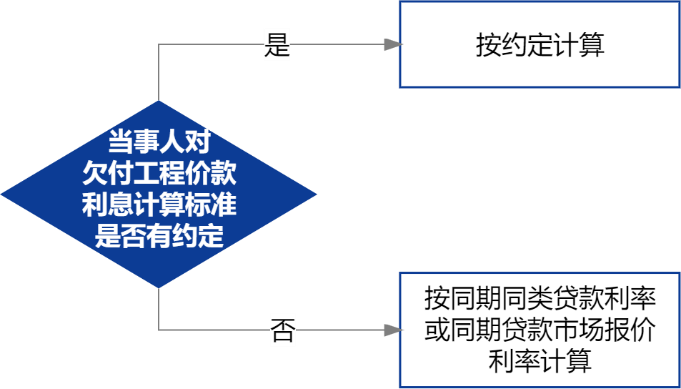 是
按约定计算
当事人对
欠付工程价款
利息计算标准
是否有约定
否
按同期同类贷款利率
或同期贷款市场报价
利率计算